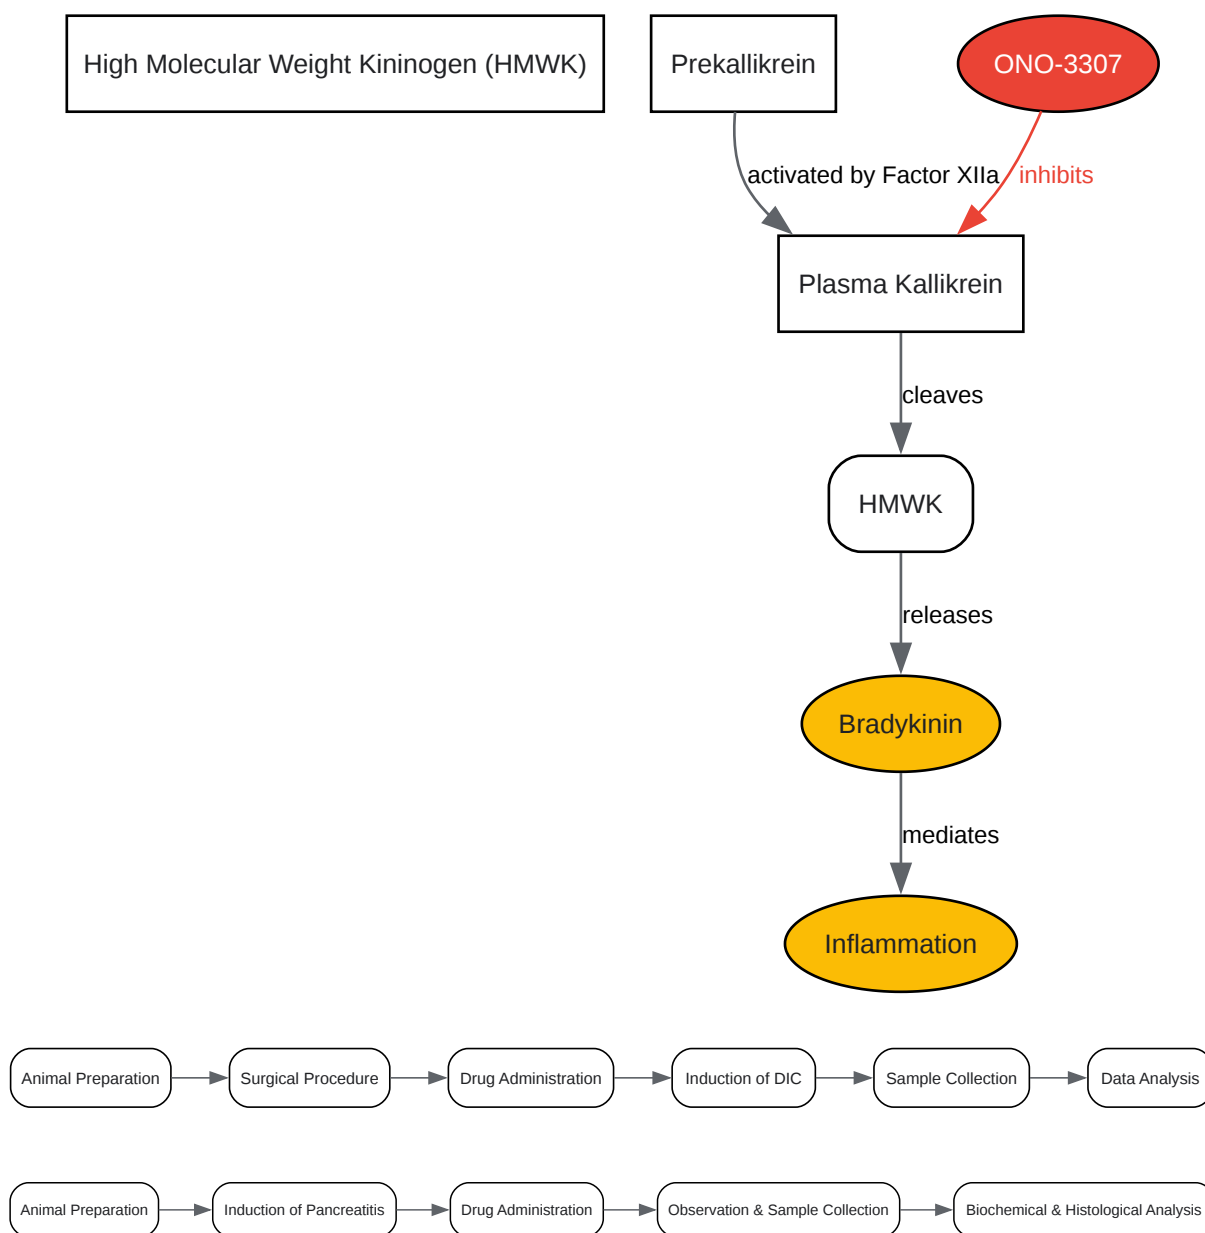 High Molecular Weight Kininogen (HMWK)
Prekallikrein
ONO-3307
activated by Factor XIIa
inhibits
Plasma Kallikrein
cleaves
HMWK
releases
Bradykinin
mediates
Inflammation
Animal Preparation
Surgical Procedure
Drug Administration
Induction of DIC
Sample Collection
Data Analysis
Animal Preparation
Induction of Pancreatitis
Drug Administration
Observation & Sample Collection
Biochemical & Histological Analysis